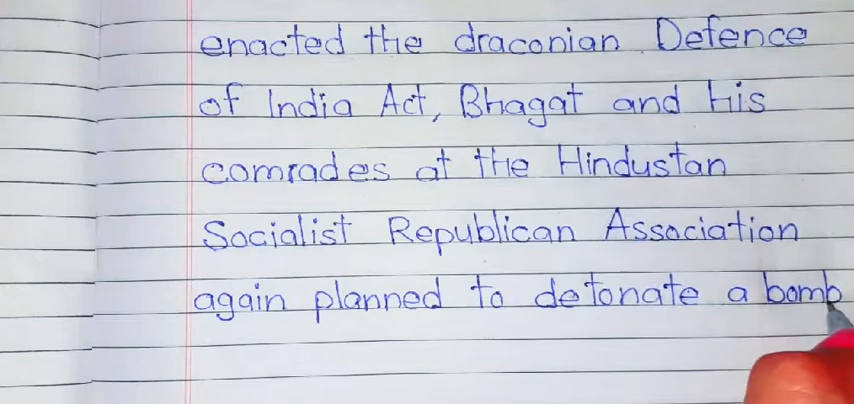 enacted the draconian Defence
of India Act, Bhagat and his
comrades at the Hindustan
Socialist Republican Association
again planned to detonate a bomb